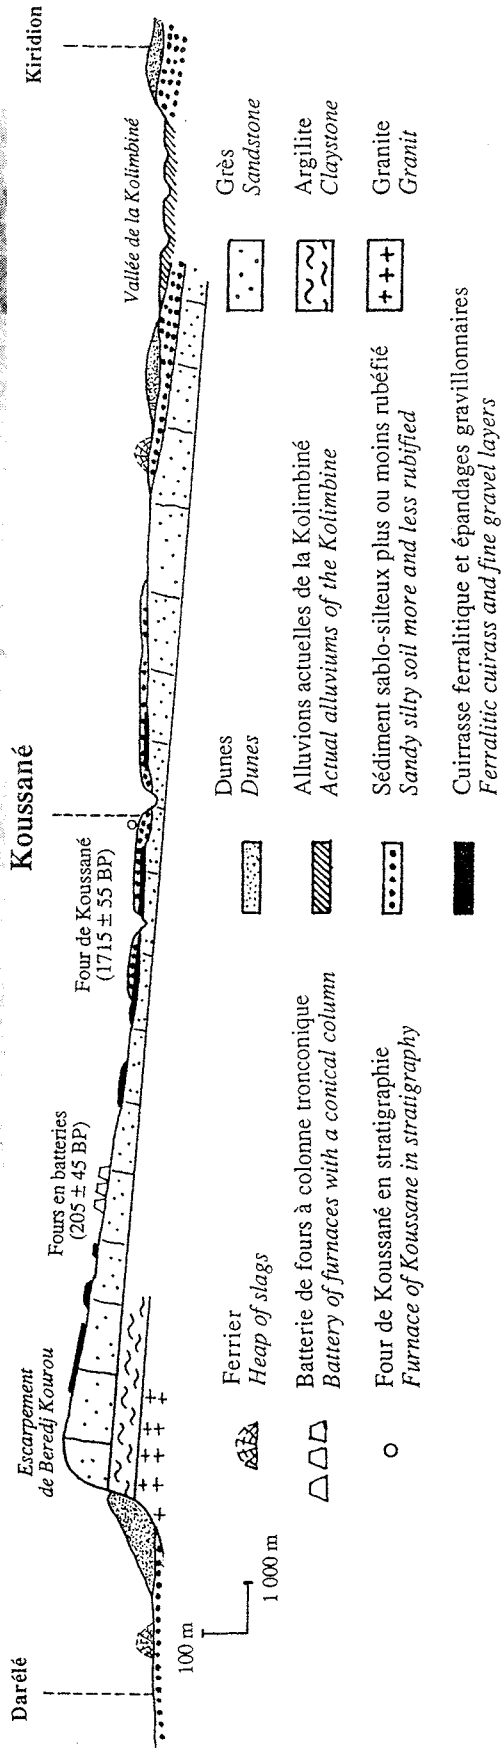 Darélé
Escarpement
de Beredj Kourou
Fours en batteries
(205 ± 45 BP)
Four de Koussané
(1715 ± 55 BP)
Koussané
Vallée de la Kolimbiné
Kiridion
100 m
1 000 m
Ferrier
Heap of slags
Batterie de fours à colonne tronconique
Battery of furnaces with a conical column
Four de Koussané en stratigraphie
Furnace of Koussane in stratigraphy
Dunes
Dunes
Alluvions actuelles de la Kolimbiné
Actual alluviums of the Kolimbine
Sédiment sablo-silteux plus ou moins rubéfié
Sandy silty soil more and less rubified
Cuirrasse ferralitique et épandages gravillonnaires
Ferralitic cuirass and fine gravel layers
Grès
Sandstone
Argilite
Claystone
Granite
Granit